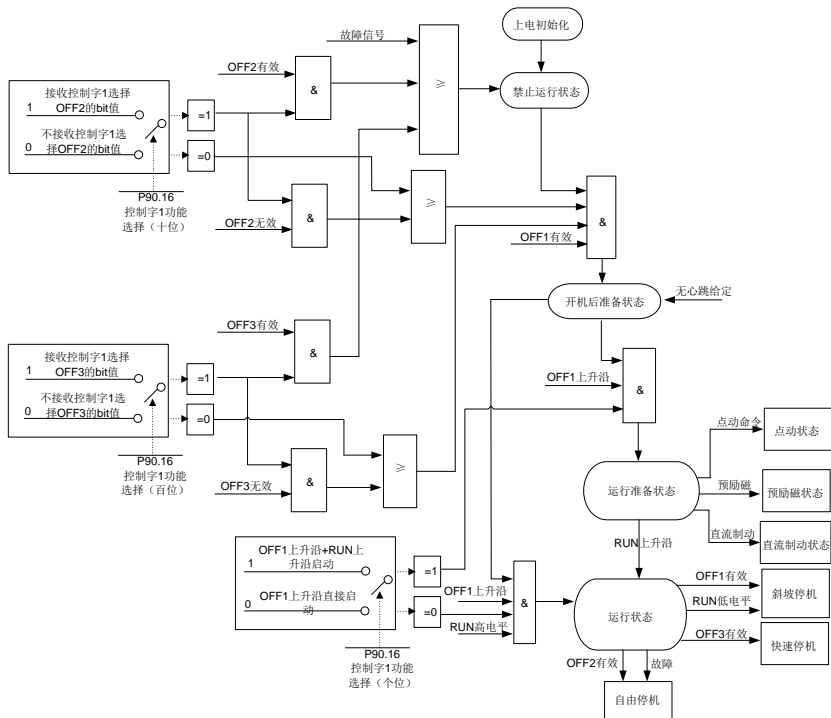 上电初始化
故障信号
OFF2有效
&
≥
禁止运行状态
接收控制字1选择
1 OFF2的bit值
不接收控制字1选
0 择OFF2的bit值
=1
=0
P90.16
控制字1功能
选择（十位）
&
OFF2无效
≥
&
OFF1有效
开机后准备状态
无心跳给定
OFF3有效
&
接收控制字1选择
1 OFF3的bit值
不接收控制字1选
0 择OFF3的bit值
=1
=0
P90.16
控制字1功能
选择（百位）
&
OFF3无效
≥
OFF1上升沿
&
点动命令
点动状态
运行准备状态
预励磁
预励磁状态
直流制动
直流制动状态
RUN上升沿
OFF1上升沿+RUN上
升沿启动
1
OFF1上升沿直接启
动
0
=1
=0
P90.16
控制字1功能
选择（个位）
OFF1上升沿
&
RUN高电平
运行状态
OFF1有效
斜坡停机
RUN低电平
OFF3有效
快速停机
OFF2有效
故障
自由停机